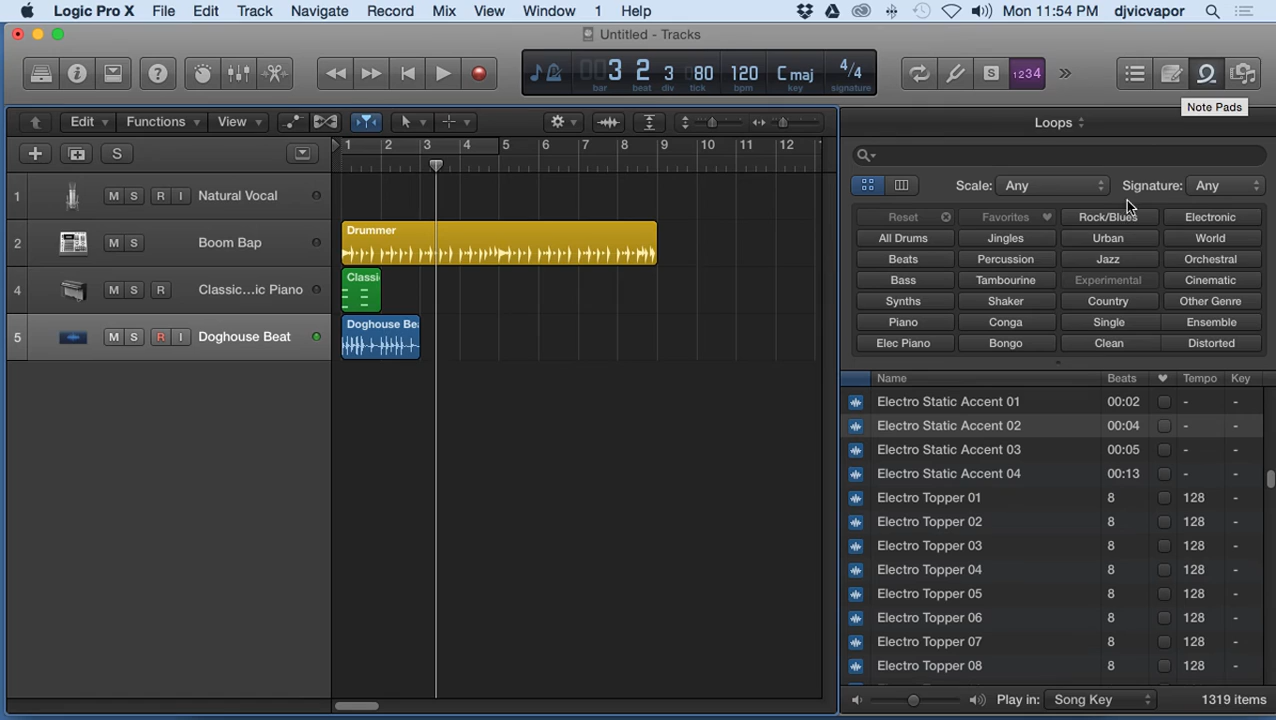 Logic Pro X File Edit Track Navigate Record Mix View Window 1 Help Mon 11:54 PM djvicvapor
Untitled - Tracks
00 3 2 3 80 120 C maj 4/4
bar beat div tick bpm key signature
S 1234
Note Pads
Edit Functions View
Loops
S
1 2 3 4 5 6 7 8 9 10 11 12 13
Scale: Any Signature: Any
1 M S R I Natural Vocal
2 M S Boom Bap
Drummer
4 M S R Classic...ic Piano
Classi
5 M S R I Doghouse Beat
Doghouse Bea
Reset Favorites Rock/Blues Electronic
All Drums Jingles Urban World
Beats Percussion Jazz Orchestral
Bass Tambourine Experimental Cinematic
Synths Shaker Country Other Genre
Piano Conga Single Ensemble
Elec Piano Bongo Clean Distorted
Name Beats Tempo Key
Electro Static Accent 01 00:02 - -
Electro Static Accent 02 00:04 - -
Electro Static Accent 03 00:05 - -
Electro Static Accent 04 00:13 - -
Electro Topper 01 8 128 -
Electro Topper 02 8 128 -
Electro Topper 03 8 128 -
Electro Topper 04 8 128 -
Electro Topper 05 8 128 -
Electro Topper 06 8 128 -
Electro Topper 07 8 128 -
Electro Topper 08 8 128 -
Play in: Song Key 1319 items